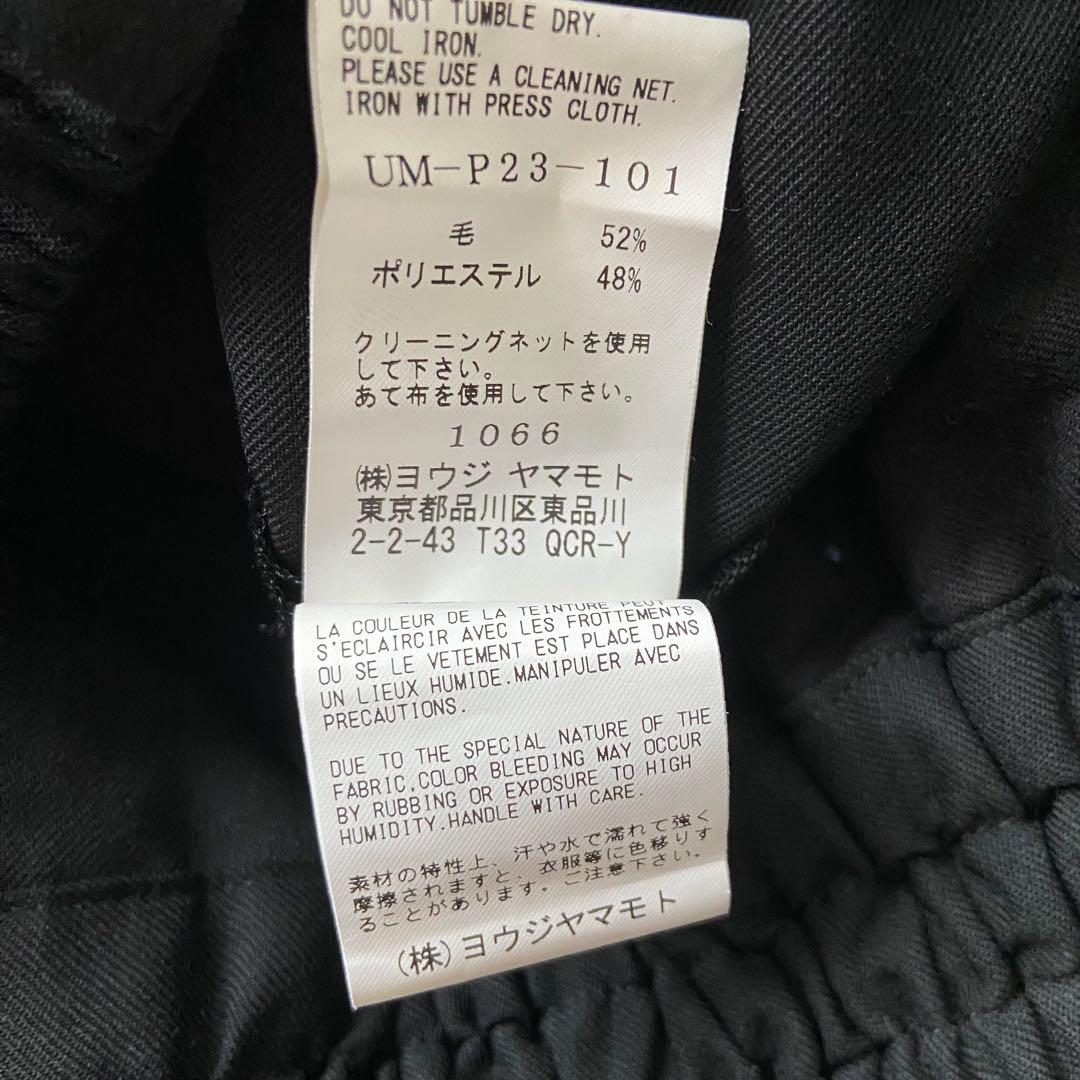 DO NOT TUMBLE DRY.
COOL IRON.
PLEASE USE A CLEANING NET.
IRON WITH PRESS CLOTH.
UM-P23-101
毛 52%
ポリエステル 48%
クリーニングネットを使用
して下さい。
あて布を使用して下さい。
1066
㈱ヨウジ ヤマモト
東京都品川区東品川
2-2-43 T33 QCR-Y
LA COULEUR DE LA TEINTURE PEUT
S'ECLAIRCIR AVEC LES FROTTEMENTS
OU SE LE VETEMENT EST PLACE DANS
UN LIEUX HUMIDE.MANIPULER AVEC
PRECAUTIONS.
DUE TO THE SPECIAL NATURE OF THE
FABRIC,COLOR BLEEDING MAY OCCUR
BY RUBBING OR EXPOSURE TO HIGH
HUMIDITY.HANDLE WITH CARE.
素材の特性上、汗や水で濡れて強く
摩擦されますと、衣服等に色移りす
ることがあります。ご注意下さい。
(株)ヨウジヤマモト